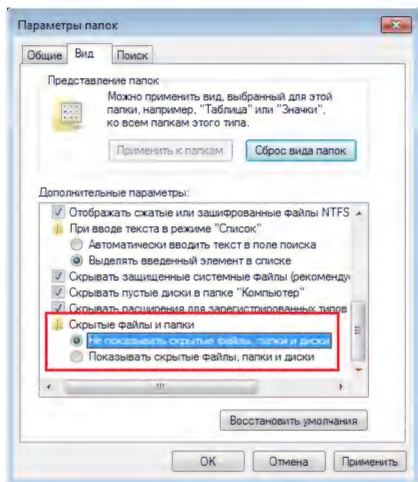 Параметры папок
Общие Вид Поиск
Представление папок
Можно применить вид, выбранный для этой
папки, например, "Таблица" или "Значки",
ко всем папкам этого типа.
Применить к папкам Сброс вида папок
Дополнительные параметры:
Отображать сжатые или зашифрованные файлы NTFS
При вводе текста в режиме "Список"
Автоматически вводить текст в поле поиска
Выделять введенный элемент в списке
Скрывать защищенные системные файлы (рекоменду
Скрывать пустые диски в папке "Компьютер"
Скрывать расширения для зарегистрированных типов
Скрытые файлы и папки
Не показывать скрытые файлы, папки и диски
Показывать скрытые файлы, папки и диски
Восстановить умолчания
OK Отмена Применить